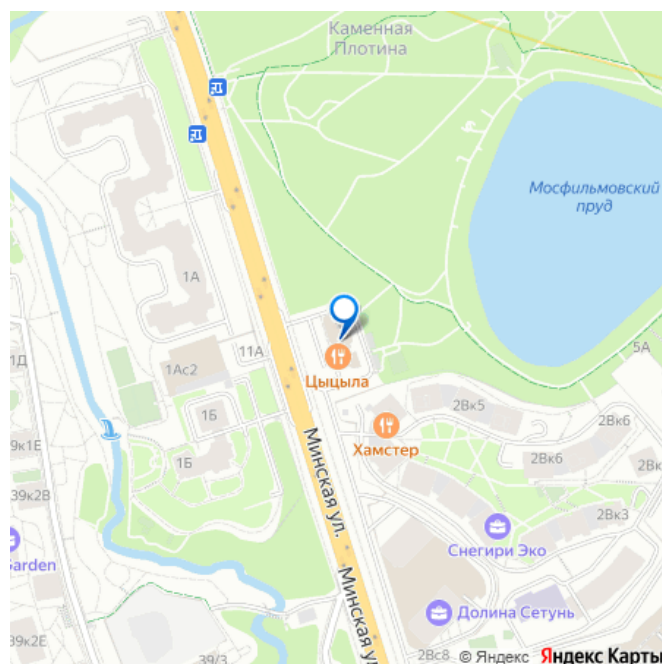 Каменная
Плотина
Мосфильмовский
пруд
1А
5А
11А
1Д
1Ас2
Цыцыла
2Вк5
1Б
2Вк6
39к1Е
Хамстер
1Б
2Вк6
Минская ул.
39к2В
2Вк3
Снегири Эко
Garden
Минская ул
Долина Сетунь
39к2Е
39/3
2Вс8
© Яндекс Яндекс Карты